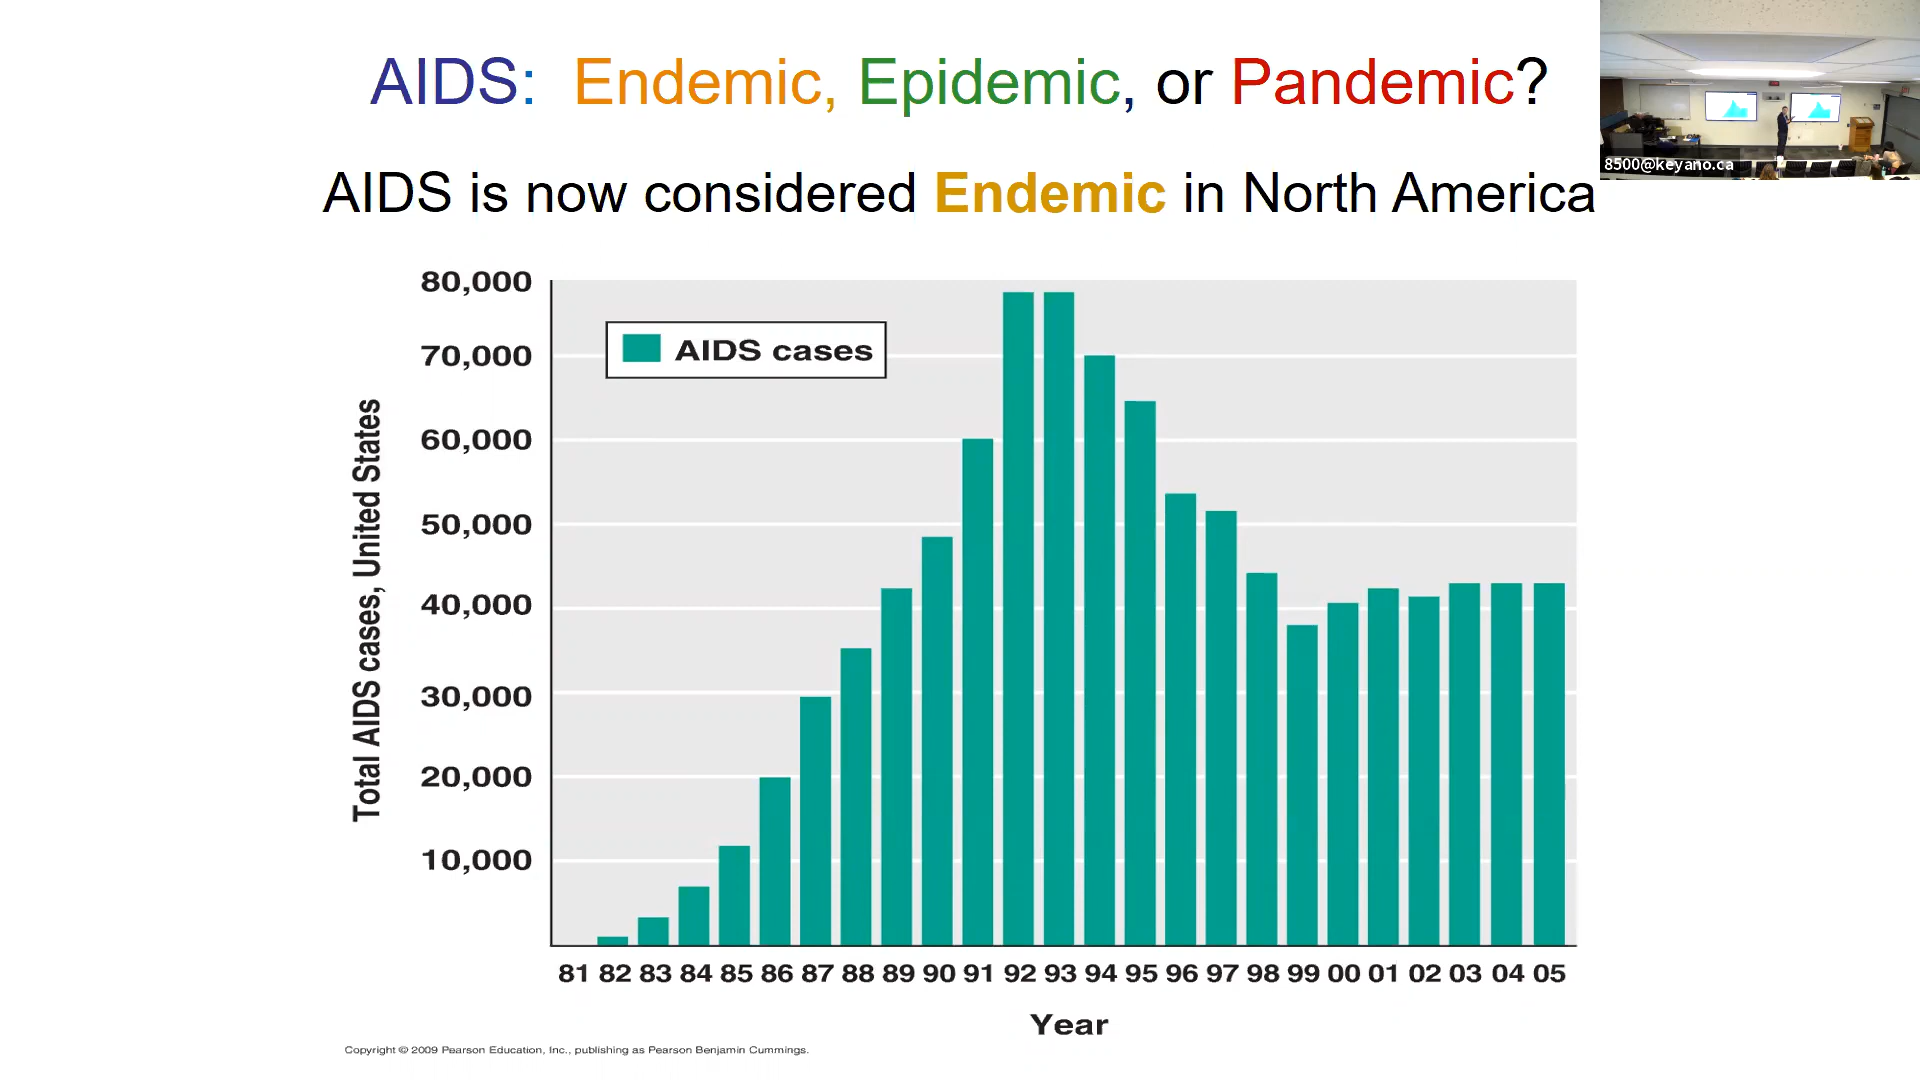 AIDS: Endemic, Epidemic, or Pandemic?
8500@keyano.ca
AIDS is now considered Endemic in North America
80,000
70,000
60,000
50,000
40,000
30,000
20,000
10,000
AIDS cases
Total AIDS cases, United States
81 82 83 84 85 86 87 88 89 90 91 92 93 94 95 96 97 98 99 00 01 02 03 04 05
Year
Copyright © 2009 Pearson Education, Inc., publishing as Pearson Benjamin Cummings.